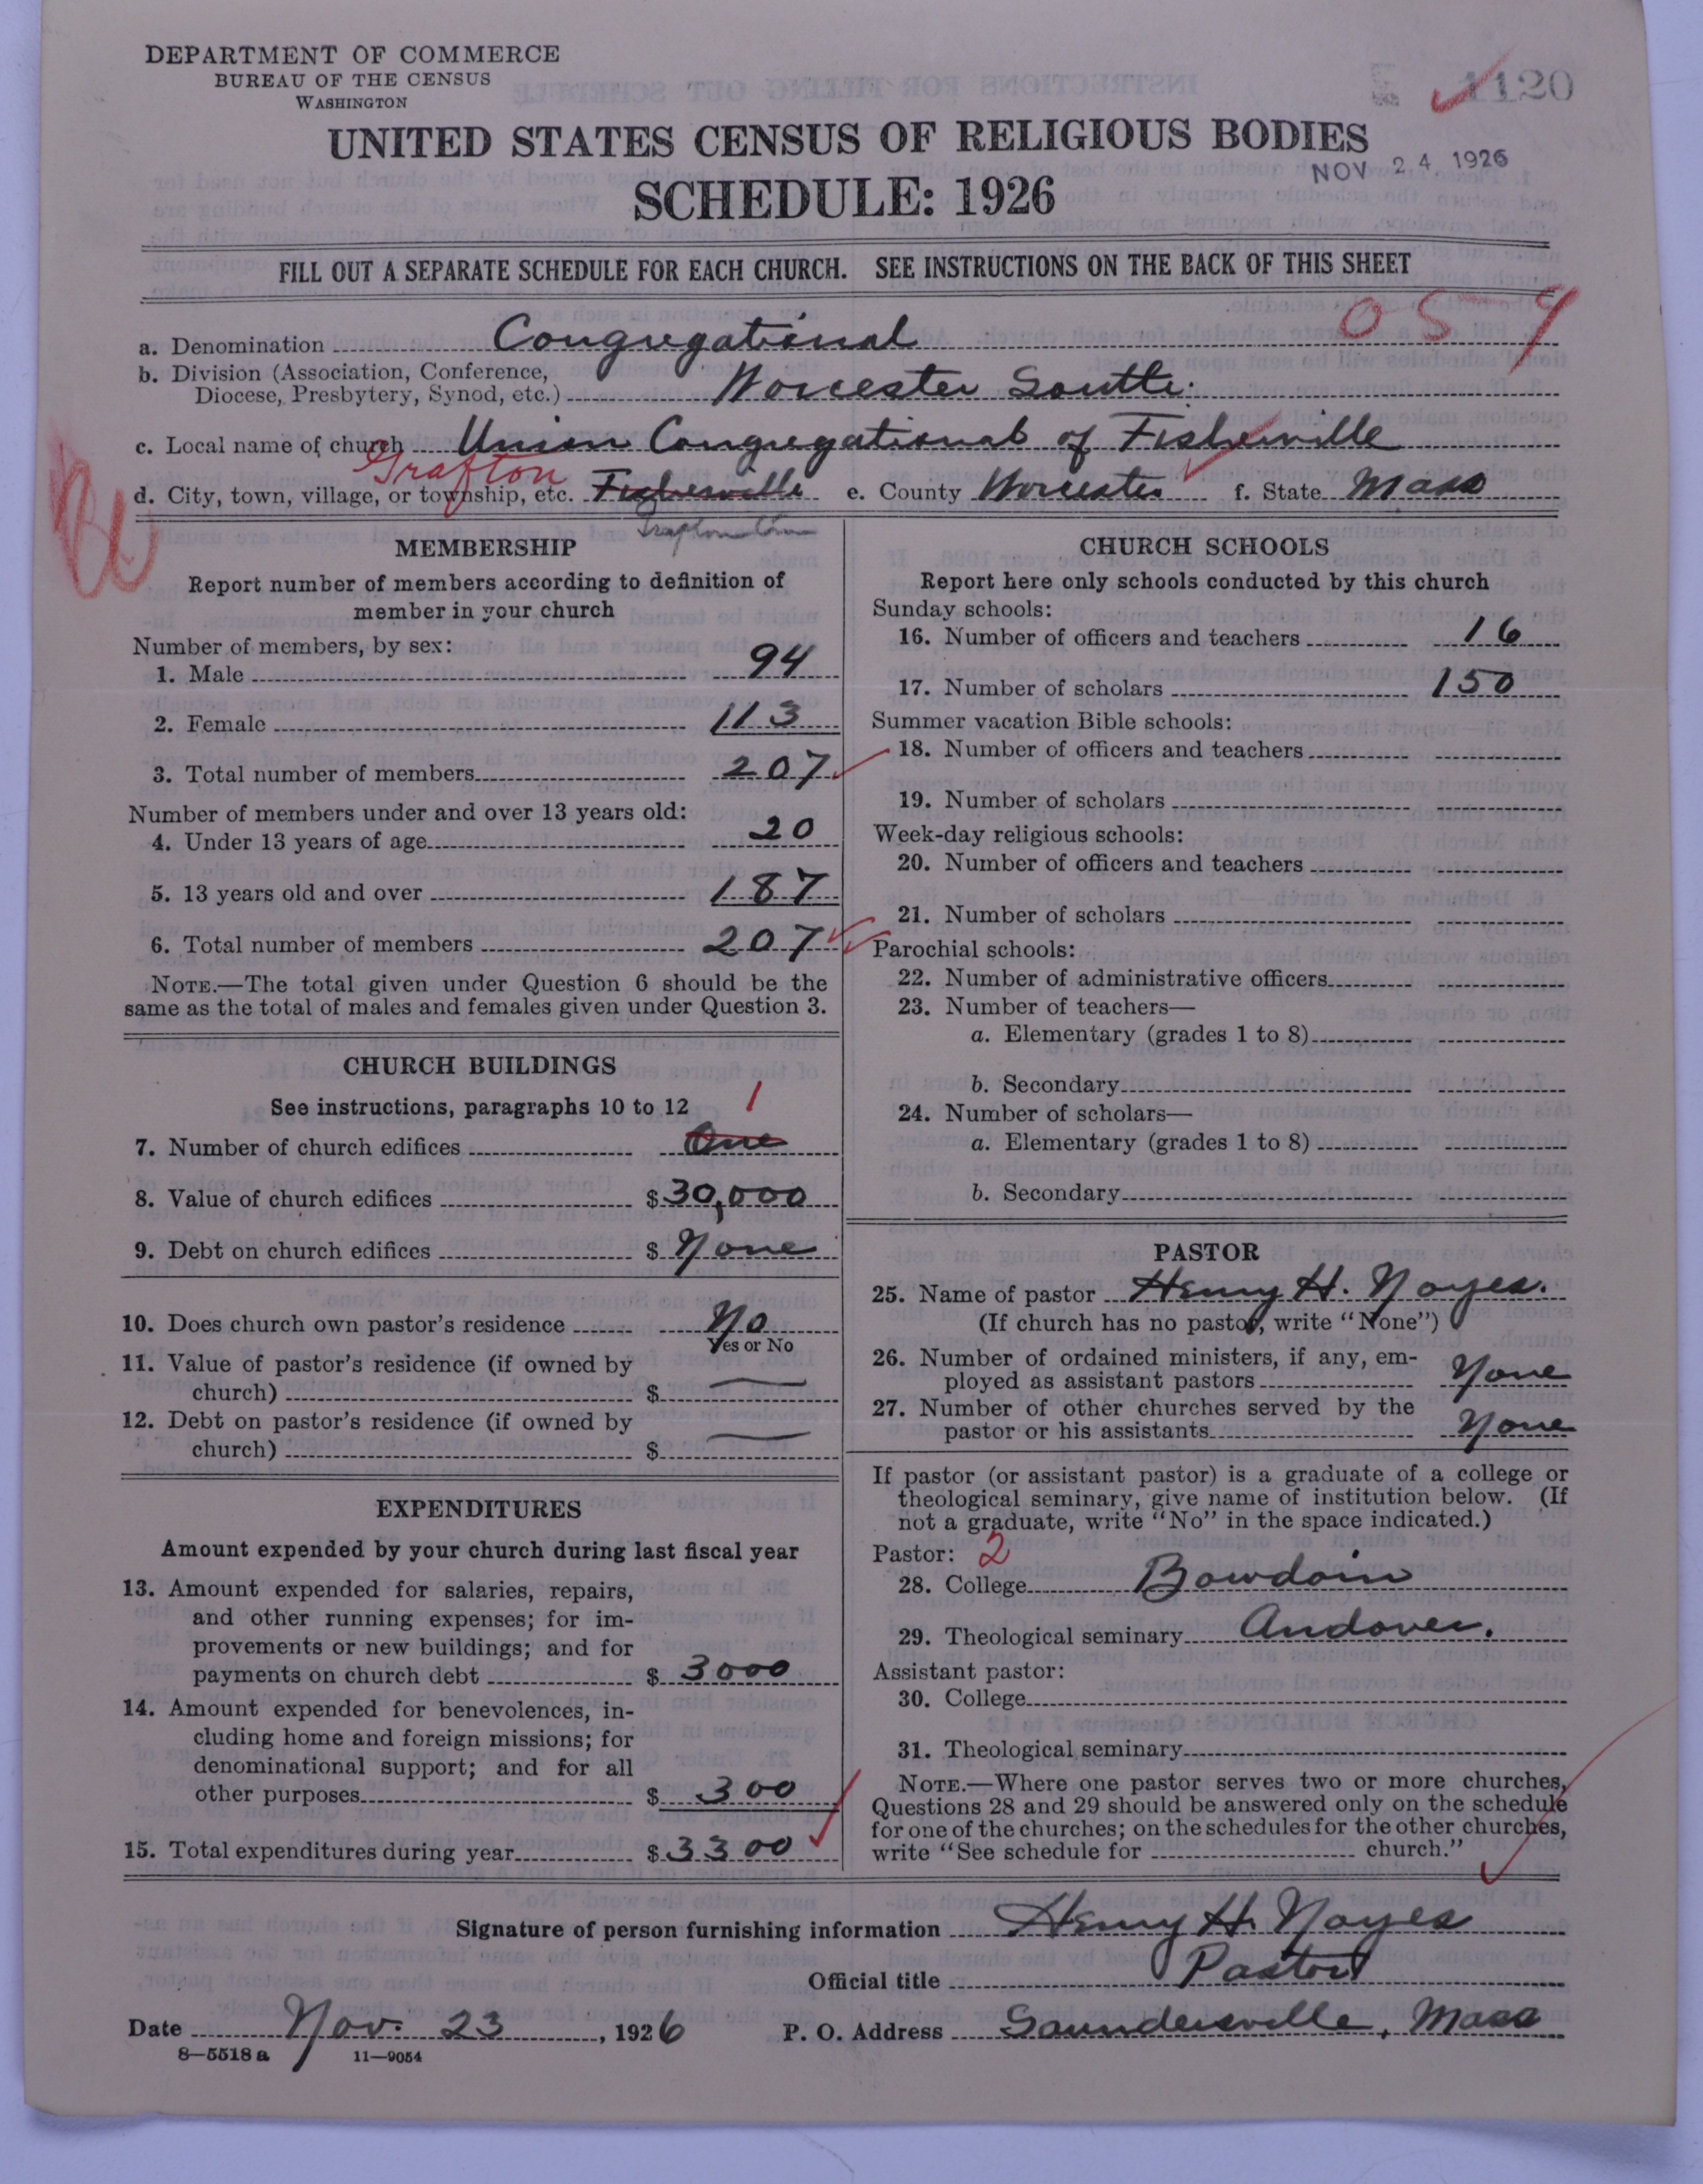 DEPARTMENT OF COMMERCE
BUREAU OF THE CENSUS
WASHINGTON
1120
UNITED STATES CENSUS OF RELIGIOUS BODIES
NOV 24 1926
SCHEDULE: 1926
FILL OUT A SEPARATE SCHEDULE FOR EACH CHURCH. SEE INSTRUCTIONS ON THE BACK OF THIS SHEET
a. Denomination Congregational
b. Division (Association, Conference,
Diocese, Presbytery, Synod, etc.) Worcester South.
c. Local name of church Union Congregational of Fisherville
Grafton
d. City, town, village, or township, etc. Fisherville e. County Worcester f. State Mass
MEMBERSHIP
Report number of members according to definition of
member in your church
Number of members, by sex:
1. Male 94
2. Female 113
3. Total number of members 207
Number of members under and over 13 years old:
4. Under 13 years of age 20
5. 13 years old and over 187
6. Total number of members 207
NOTE.—The total given under Question 6 should be the
same as the total of males and females given under Question 3.
CHURCH BUILDINGS
See instructions, paragraphs 10 to 12
1
7. Number of church edifices One
8. Value of church edifices $30,000
9. Debt on church edifices $ None
10. Does church own pastor's residence No
Yes or No
11. Value of pastor's residence (if owned by
church) $
12. Debt on pastor's residence (if owned by
church) $
EXPENDITURES
Amount expended by your church during last fiscal year
13. Amount expended for salaries, repairs,
and other running expenses; for im-
provements or new buildings; and for
payments on church debt $ 3000
14. Amount expended for benevolences, in-
cluding home and foreign missions; for
denominational support; and for all
other purposes $ 300
15. Total expenditures during year $3300
CHURCH SCHOOLS
Report here only schools conducted by this church
Sunday schools:
16. Number of officers and teachers 16
17. Number of scholars 150
Summer vacation Bible schools:
18. Number of officers and teachers
19. Number of scholars
Week-day religious schools:
20. Number of officers and teachers
21. Number of scholars
Parochial schools:
22. Number of administrative officers
23. Number of teachers—
a. Elementary (grades 1 to 8)
b. Secondary
24. Number of scholars—
a. Elementary (grades 1 to 8)
b. Secondary
PASTOR
25. Name of pastor Henry H. Noyes.
(If church has no pastor, write "None")
26. Number of ordained ministers, if any, em-
ployed as assistant pastors None
27. Number of other churches served by the
pastor or his assistants None
If pastor (or assistant pastor) is a graduate of a college or
theological seminary, give name of institution below. (If
not a graduate, write "No" in the space indicated.)
Pastor: 2
28. College Bowdoin
29. Theological seminary Andover.
Assistant pastor:
30. College
31. Theological seminary
NOTE.—Where one pastor serves two or more churches,
Questions 28 and 29 should be answered only on the schedule
for one of the churches; on the schedules for the other churches,
write "See schedule for church."
Signature of person furnishing information Henry H. Noyes
Official title Pastor
Date Nov. 23, 1926 P. O. Address Saundersville, Mass
8—5518 a 11—9054